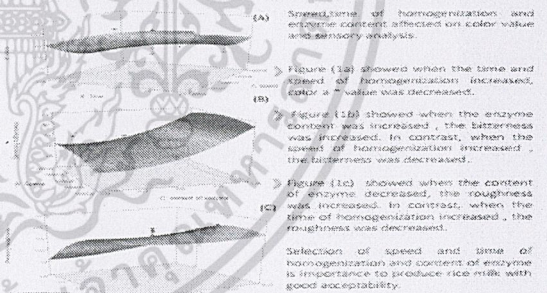 (A)
Speed,time of homogenization and
enzyme content affected on color value
and sensory analysis.
Figure (1a) showed when the time and
speed of homogenization increased,
color a * value was decreased.
(B)
Figure (1b) showed when the enzyme
content was increased , the bitterness
was increased. In contrast, when the
speed of homogenization increased ,
the bitterness was decreased.
(C)
Figure (1c) showed when the content
of enzyme decreased, the roughness
was increased. In contrast, when the
time of homogenization increased , the
roughness was decreased.
Selection of speed and time of
homogenization and content of enzyme
is importance to produce rice milk with
good acceptability.